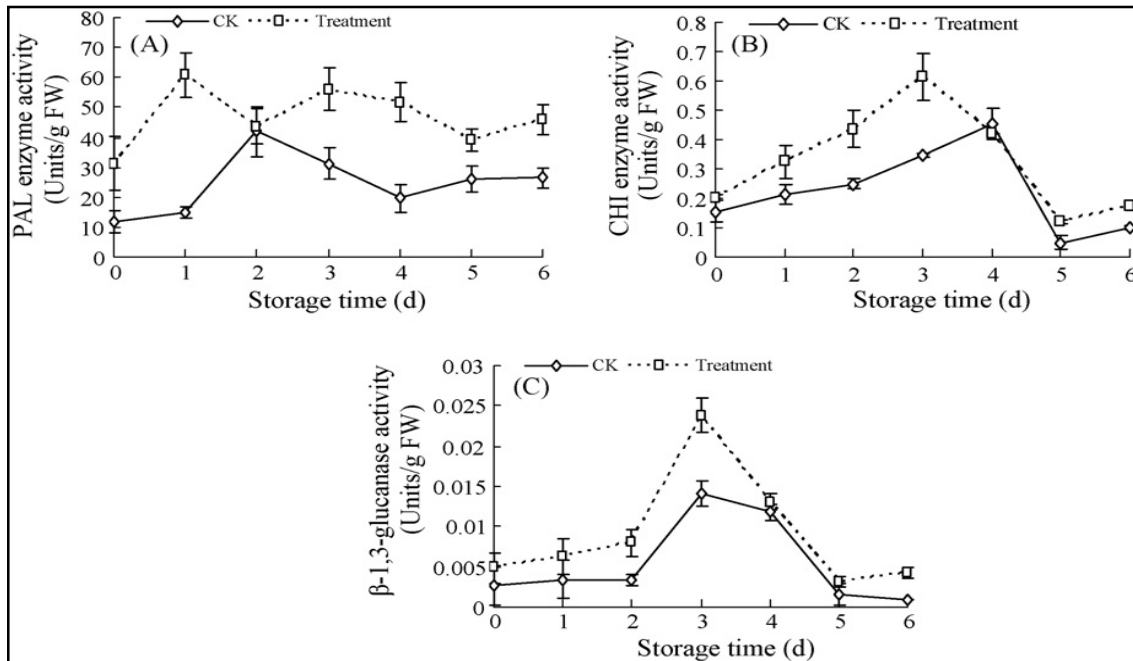 CK Treatment
(A)
PAL enzyme activity
(Units/g FW)
80
70
60
50
40
30
20
10
0
0 1 2 3 4 5 6
Storage time (d)
CK Treatment
(B)
CHI enzyme activity
(Units/g FW)
0.8
0.7
0.6
0.5
0.4
0.3
0.2
0.1
0
0 1 2 3 4 5 6
Storage time (d)
CK Treatment
(C)
β-1,3-glucanase activity
(Units/g FW)
0.03
0.025
0.02
0.015
0.01
0.005
0
0 1 2 3 4 5 6
Storage time (d)